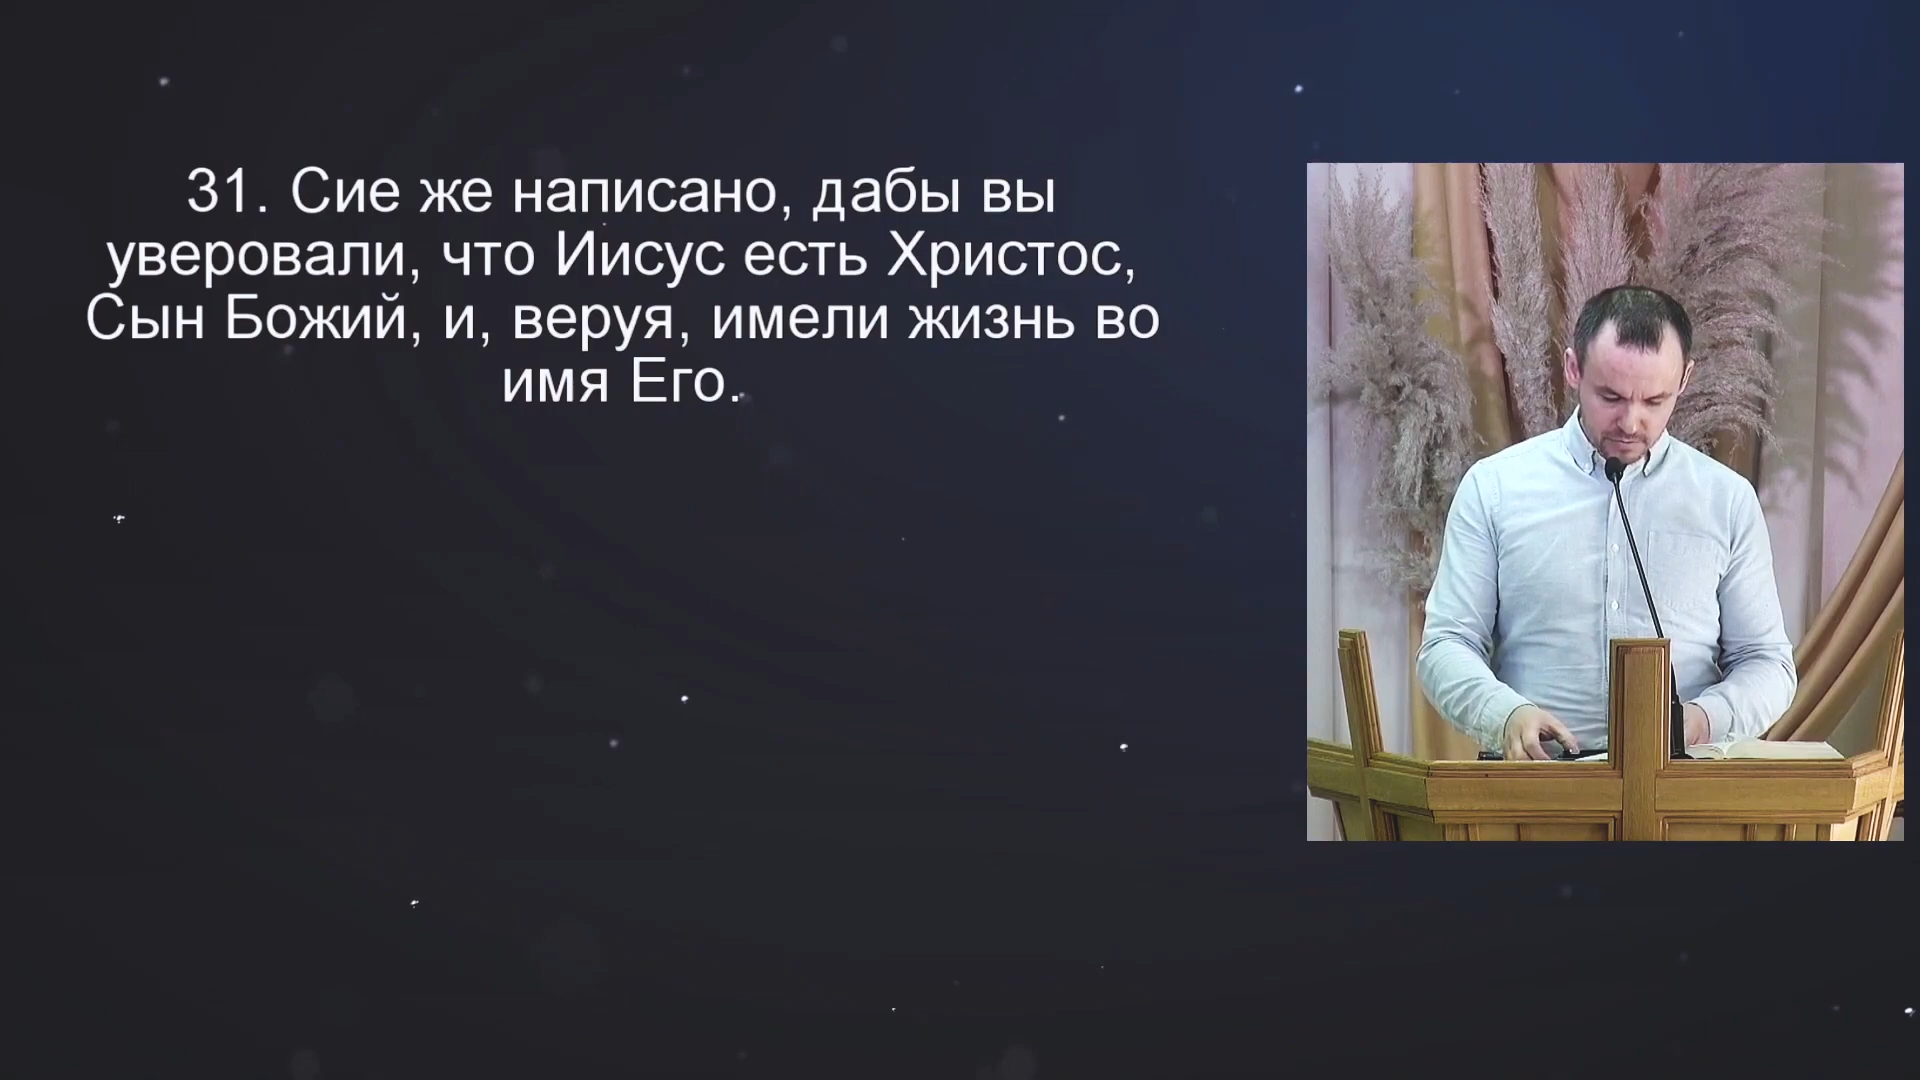 31. Сие же написано, дабы вы
уверовали, что Иисус есть Христос,
Сын Божий, и, веруя, имели жизнь во
имя Его.